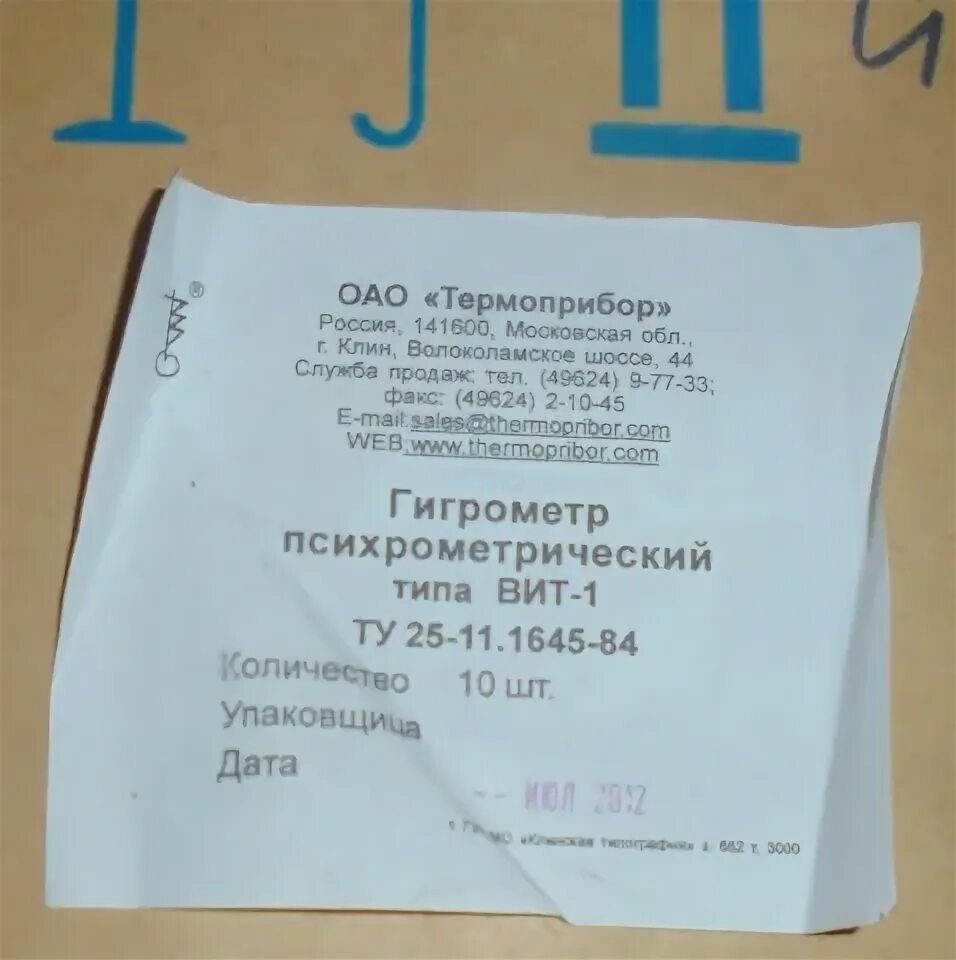 й
®
ОАО «Термоприбор»
Россия, 141600, Московская обл.,
г. Клин, Волоколамское шоссе, 44
Служба продаж: тел. (49624) 9-77-33;
факс: (49624) 2-10-45
E-mail:sales@thermopribor.com
WEB:www.thermopribor.com
Гигрометр
психрометрический
типа ВИТ-1
ТУ 25-11.1645-84
Количество 10 шт.
Упаковщица
Дата
-- ИЮЛ 2012
МО «Клинская типография» з. 662 т. 3000